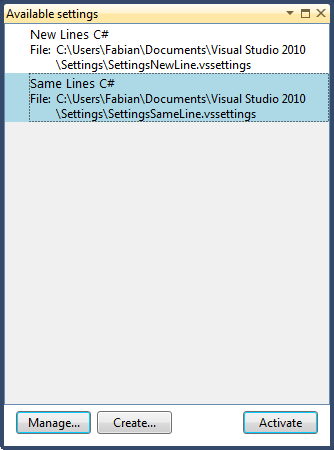 Available settings
New Lines C#
File: C:\Users\Fabian\Documents\Visual Studio 2010
\Settings\SettingsNewLine.vssettings
Same Lines C#
File: C:\Users\Fabian\Documents\Visual Studio 2010
\Settings\SettingsSameLine.vssettings
Manage... Create... Activate